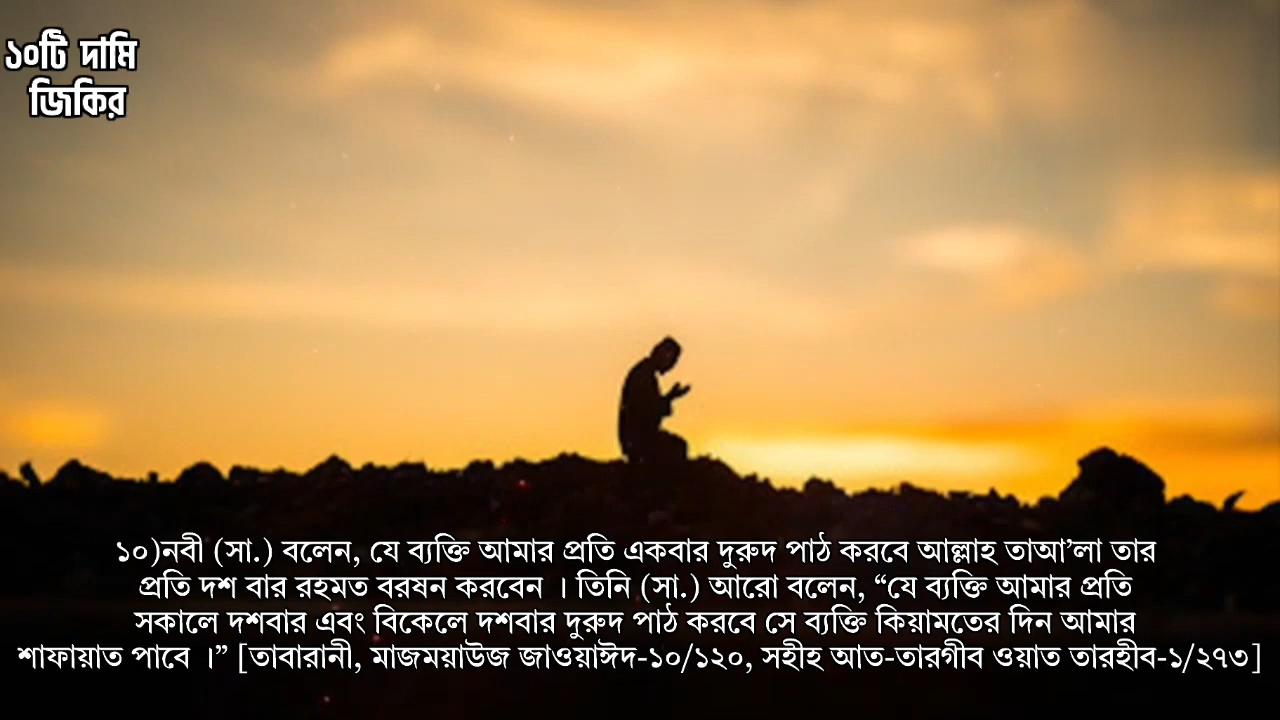 ১০টি দামি
জিকির
১০)নবী (সা.) বলেন, যে ব্যক্তি আমার প্রতি একবার দুরুদ পাঠ করবে আল্লাহ তাআ’লা তার
প্রতি দশ বার রহমত বরষন করবেন । তিনি (সা.) আরো বলেন, “যে ব্যক্তি আমার প্রতি
সকালে দশবার এবং বিকেলে দশবার দুরুদ পাঠ করবে সে ব্যক্তি কিয়ামতের দিন আমার
শাফায়াত পাবে ।” [তাবারানী, মাজময়াউজ জাওয়াঈদ-১০/১২০, সহীহ আত-তারগীব ওয়াত তারহীব-১/২৭৩]